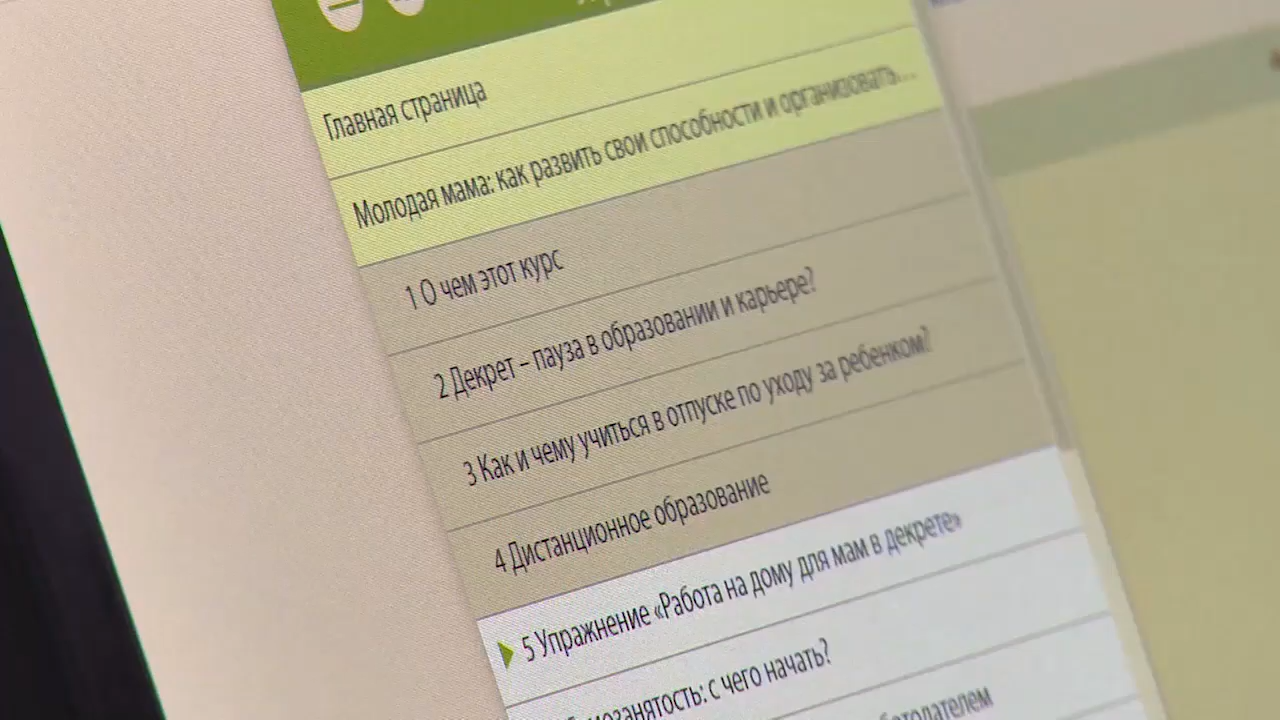 Главная страница
Молодая мама: как развить свои способности и организовать...
1 О чем этот курс
2 Декрет – пауза в образовании и карьере?
3 Как и чему учиться в отпуске по уходу за ребенком?
4 Дистанционное образование
5 Упражнение «Работа на дому для мам в декрете»
с чего начать?